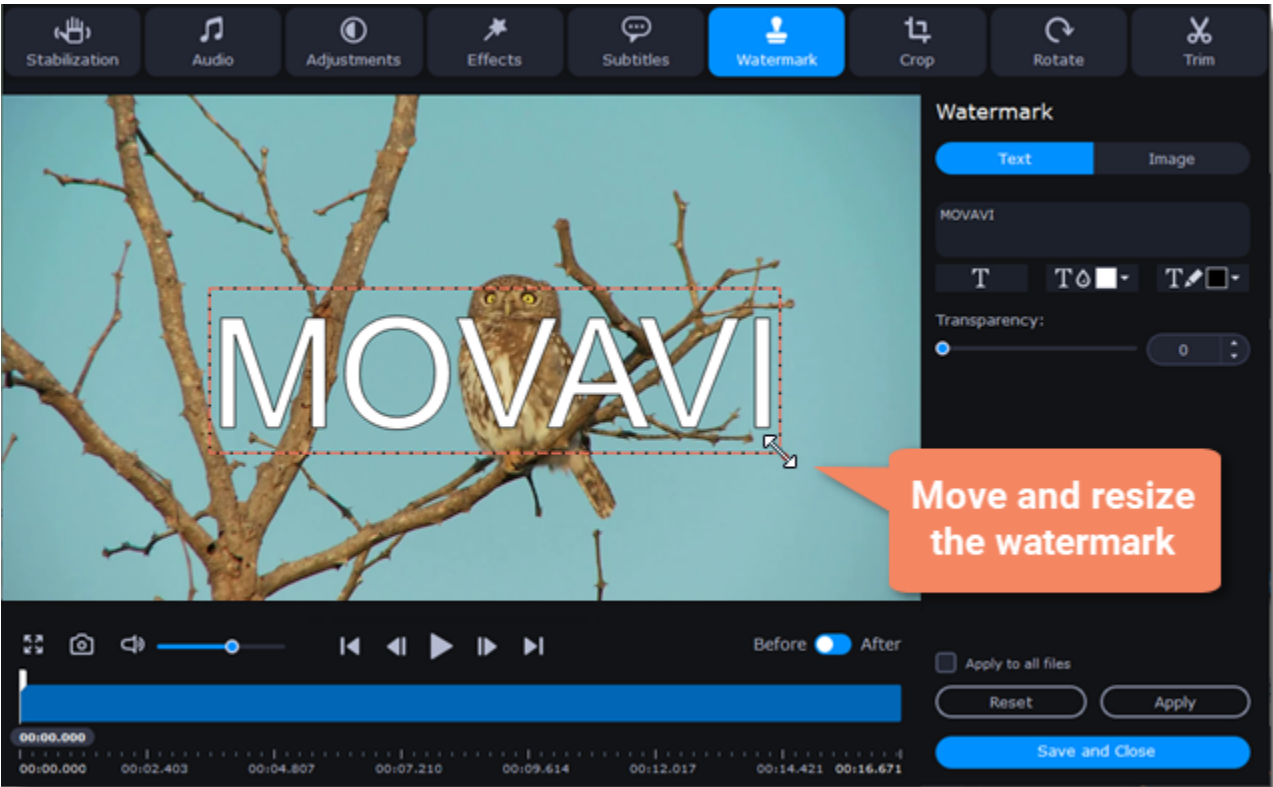 Stabilization
Audio
Adjustments
Effects
Subtitles
Watermark
Crop
Rotate
Trim
Watermark
Text
Image
MOVAVI
T
T
T
Transparency:
0
MOVAVI
Move and resize
the watermark
Before
After
Apply to all files
Reset
Apply
Save and Close
00:00.000
00:00.000
00:02.403
00:04.807
00:07.210
00:09.614
00:12.017
00:14.421
00:16.671